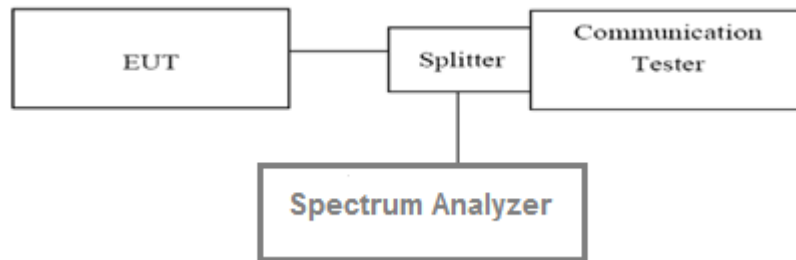 EUT
Splitter
Communication
Tester
Spectrum Analyzer